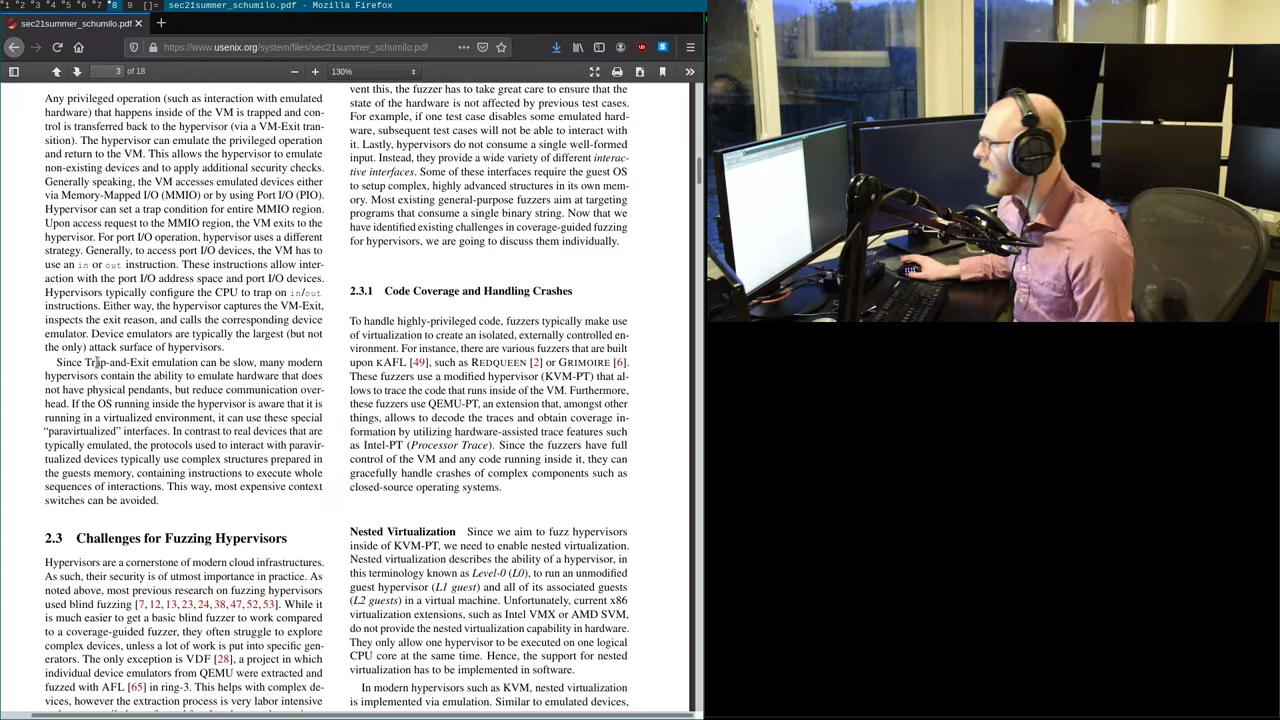 1 2 3 4 5 6 7 8 9 []= sec21summer_schumilo.pdf - Mozilla Firefox
sec21summer_schumilo.pdf
https://www.usenix.org/system/files/sec21summer_schumilo.pdf
3 of 18
130%
Any privileged operation (such as interaction with emulated
hardware) that happens inside of the VM is trapped and con-
trol is transferred back to the hypervisor (via a VM-Exit tran-
sition). The hypervisor can emulate the privileged operation
and return to the VM. This allows the hypervisor to emulate
non-existing devices and to apply additional security checks.
Generally speaking, the VM accesses emulated devices either
via Memory-Mapped I/O (MMIO) or by using Port I/O (PIO).
Hypervisor can set a trap condition for entire MMIO region.
Upon access request to the MMIO region, the VM exits to the
hypervisor. For port I/O operation, hypervisor uses a different
strategy. Generally, to access port I/O devices, the VM has to
use an in or out instruction. These instructions allow inter-
action with the port I/O address space and port I/O devices.
Hypervisors typically configure the CPU to trap on in/out
instructions. Either way, the hypervisor captures the VM-Exit,
inspects the exit reason, and calls the corresponding device
emulator. Device emulators are typically the largest (but not
the only) attack surface of hypervisors.
Since Trap-and-Exit emulation can be slow, many modern
hypervisors contain the ability to emulate hardware that does
not have physical pendants, but reduce communication over-
head. If the OS running inside the hypervisor is aware that it is
running in a virtualized environment, it can use these special
“paravirtualized” interfaces. In contrast to real devices that are
typically emulated, the protocols used to interact with paravir-
tualized devices typically use complex structures prepared in
the guests memory, containing instructions to execute whole
sequences of interactions. This way, most expensive context
switches can be avoided.
2.3 Challenges for Fuzzing Hypervisors
Hypervisors are a cornerstone of modern cloud infrastructures.
As such, their security is of utmost importance in practice. As
noted above, most previous research on fuzzing hypervisors
used blind fuzzing [7, 12, 13, 23, 24, 38, 47, 52, 53]. While it
is much easier to get a basic blind fuzzer to work compared
to a coverage-guided fuzzer, they often struggle to explore
complex devices, unless a lot of work is put into specific gen-
erators. The only exception is VDF [28], a project in which
individual device emulators from QEMU were extracted and
fuzzed with AFL [65] in ring-3. This helps with complex de-
vices, however the extraction process is very labor intensive
vent this, the fuzzer has to take great care to ensure that the
state of the hardware is not affected by previous test cases.
For example, if one test case disables some emulated hard-
ware, subsequent test cases will not be able to interact with
it. Lastly, hypervisors do not consume a single well-formed
input. Instead, they provide a wide variety of different interac-
tive interfaces. Some of these interfaces require the guest OS
to setup complex, highly advanced structures in its own mem-
ory. Most existing general-purpose fuzzers aim at targeting
programs that consume a single binary string. Now that we
have identified existing challenges in coverage-guided fuzzing
for hypervisors, we are going to discuss them individually.
2.3.1 Code Coverage and Handling Crashes
To handle highly-privileged code, fuzzers typically make use
of virtualization to create an isolated, externally controlled en-
vironment. For instance, there are various fuzzers that are built
upon kAFL [49], such as REDQUEEN [2] or GRIMOIRE [6].
These fuzzers use a modified hypervisor (KVM-PT) that al-
lows to trace the code that runs inside of the VM. Furthermore,
these fuzzers use QEMU-PT, an extension that, amongst other
things, allows to decode the traces and obtain coverage in-
formation by utilizing hardware-assisted trace features such
as Intel-PT (Processor Trace). Since the fuzzers have full
control of the VM and any code running inside it, they can
gracefully handle crashes of complex components such as
closed-source operating systems.
Nested Virtualization Since we aim to fuzz hypervisors
inside of KVM-PT, we need to enable nested virtualization.
Nested virtualization describes the ability of a hypervisor, in
this terminology known as Level-0 (L0), to run an unmodified
guest hypervisor (L1 guest) and all of its associated guests
(L2 guests) in a virtual machine. Unfortunately, current x86
virtualization extensions, such as Intel VMX or AMD SVM,
do not provide the nested virtualization capability in hardware.
They only allow one hypervisor to be executed on one logical
CPU core at the same time. Hence, the support for nested
virtualization has to be implemented in software.
In modern hypervisors such as KVM, nested virtualization
is implemented via emulation. Similar to emulated devices,